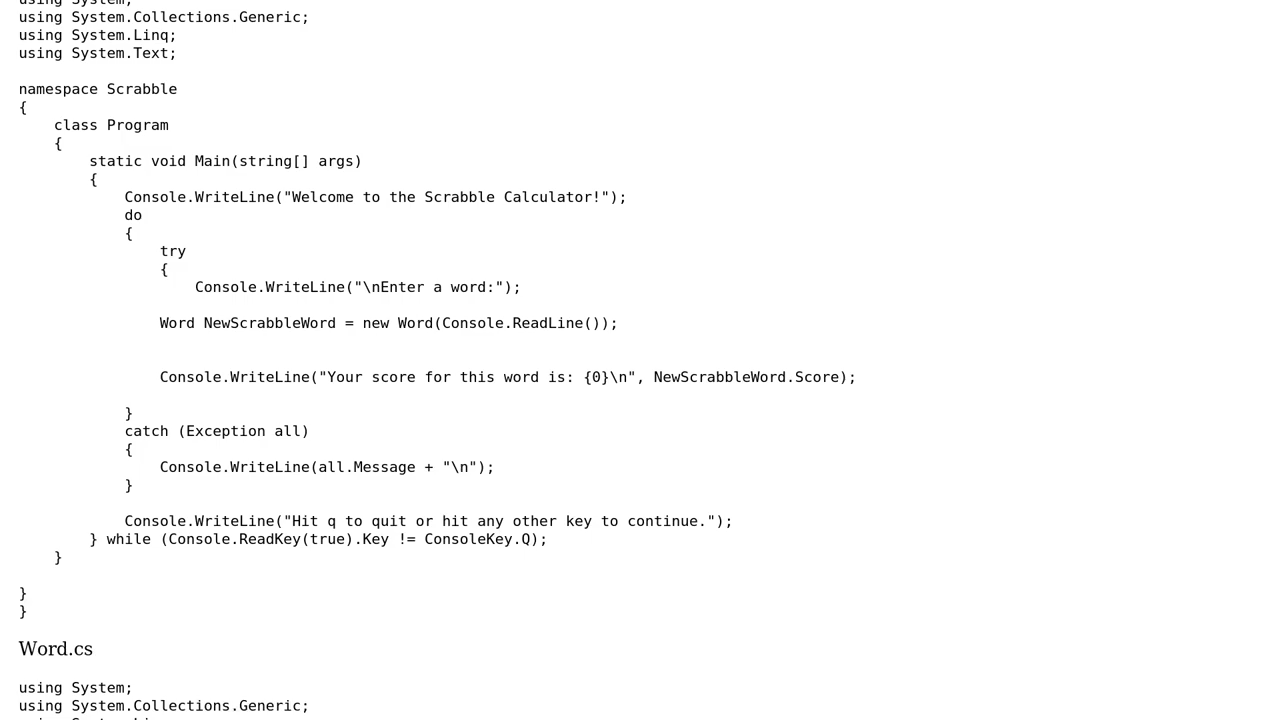 using System;
using System.Collections.Generic;
using System.Linq;
using System.Text;

namespace Scrabble
{
    class Program
    {
        static void Main(string[] args)
        {
            Console.WriteLine("Welcome to the Scrabble Calculator!");
            do
            {
                try
                {
                    Console.WriteLine("\nEnter a word:");

                Word NewScrabbleWord = new Word(Console.ReadLine());


                Console.WriteLine("Your score for this word is: {0}\n", NewScrabbleWord.Score);

            }
            catch (Exception all)
            {
                Console.WriteLine(all.Message + "\n");
            }

            Console.WriteLine("Hit q to quit or hit any other key to continue.");
        } while (Console.ReadKey(true).Key != ConsoleKey.Q);
    }

}
}
Word.cs
using System;
using System.Collections.Generic;